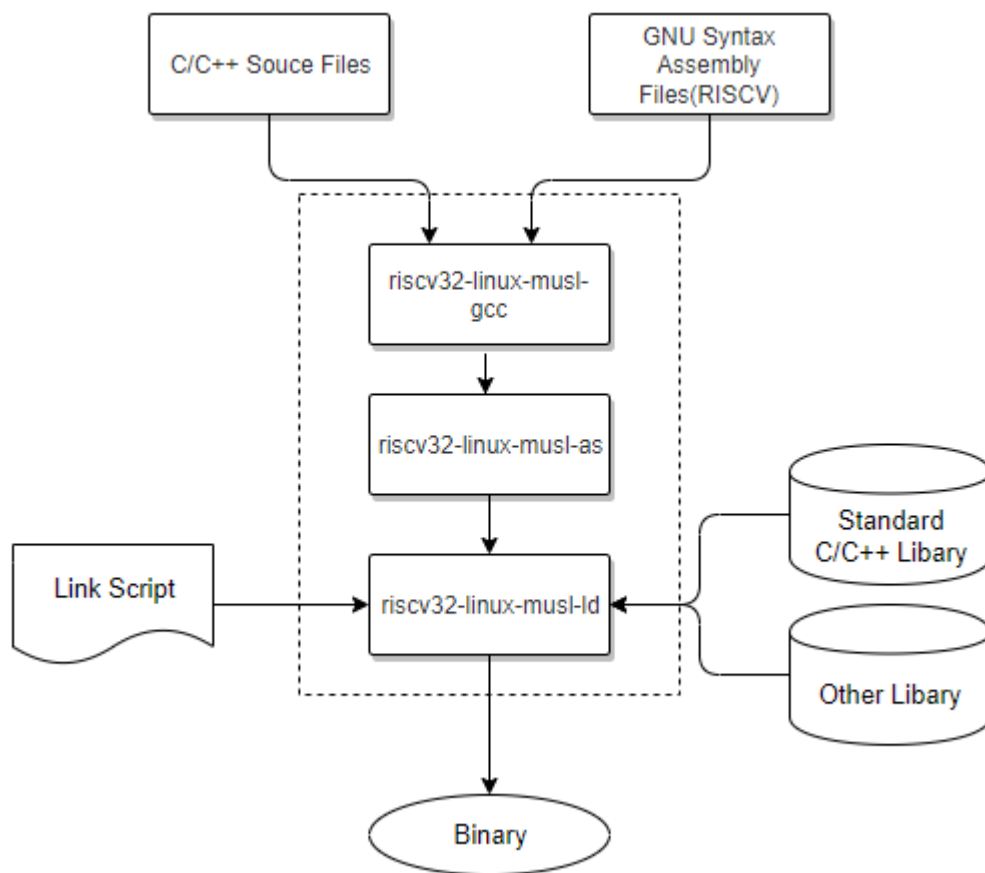 C/C++ Souce Files
GNU Syntax
Assembly
Files(RISCV)
riscv32-linux-musl-
gcc
riscv32-linux-musl-as
Standard
C/C++ Libary
Link Script
riscv32-linux-musl-ld
Other Libary
Binary